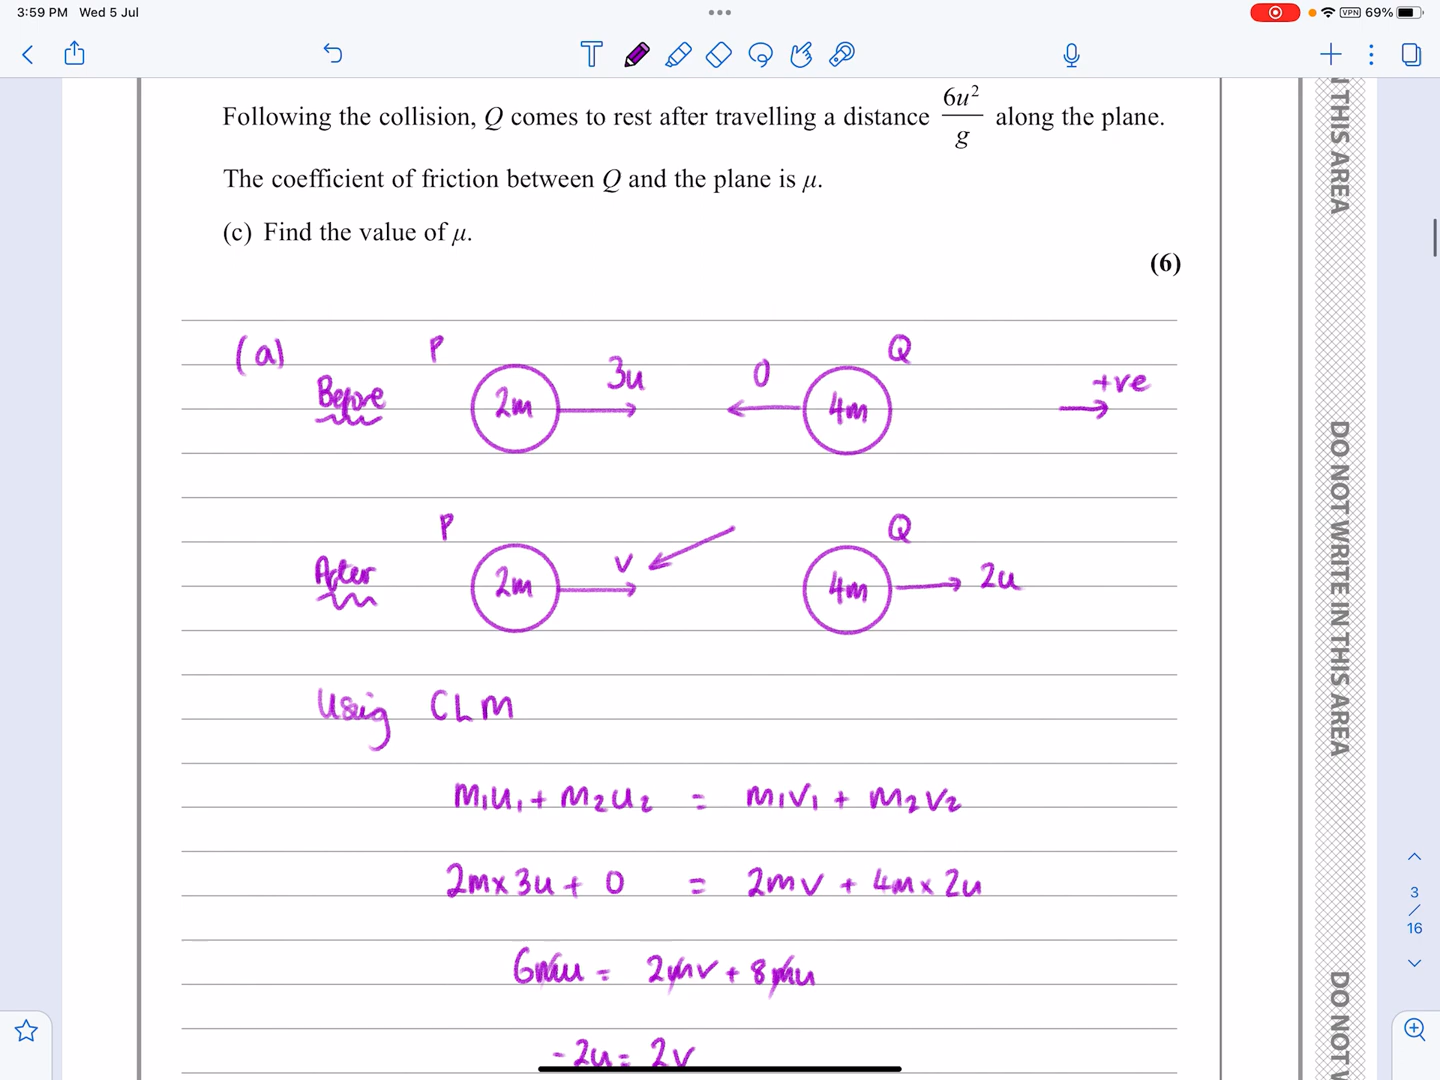 3:59 PM Wed 5 Jul
VPN 69%
Following the collision, Q comes to rest after travelling a distance 6u²/g along the plane.
The coefficient of friction between Q and the plane is μ.
(c) Find the value of μ.
(6)
(a)
P
Q
Before
2m
3u
0
4m
+ve
P
Q
After
2m
v
4m
2u
Using CLM
m₁u₁ + m₂u₂ = m₁v₁ + m₂v₂
2m x 3u + 0 = 2mv + 4m x 2u
6mu = 2mv + 8mu
-2u = 2v
N THIS AREA
DO NOT WRITE IN THIS AREA
DO NOT W
3
/
16